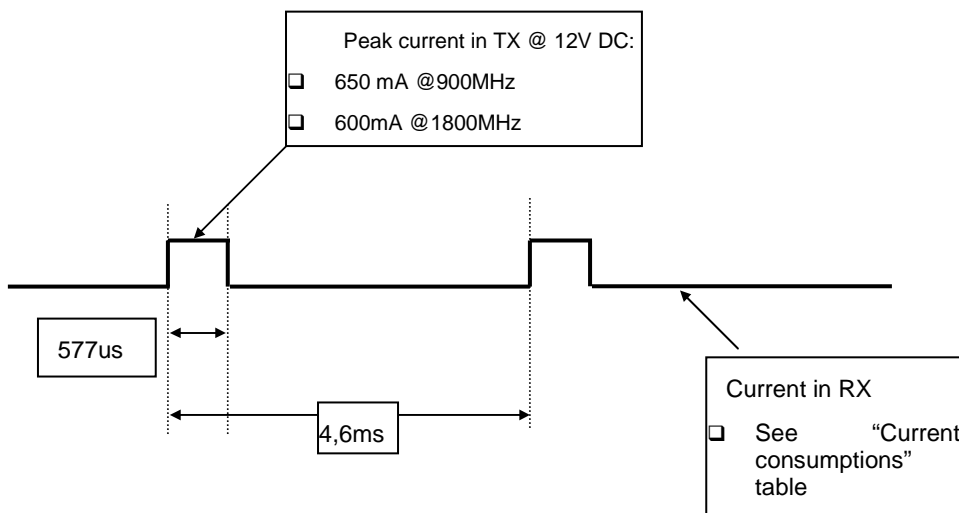 Peak current in TX @ 12V DC:
❑ 650 mA @900MHz
❑ 600mA @1800MHz
577us
4,6ms
Current in RX
❑ See "Current
consumptions"
table